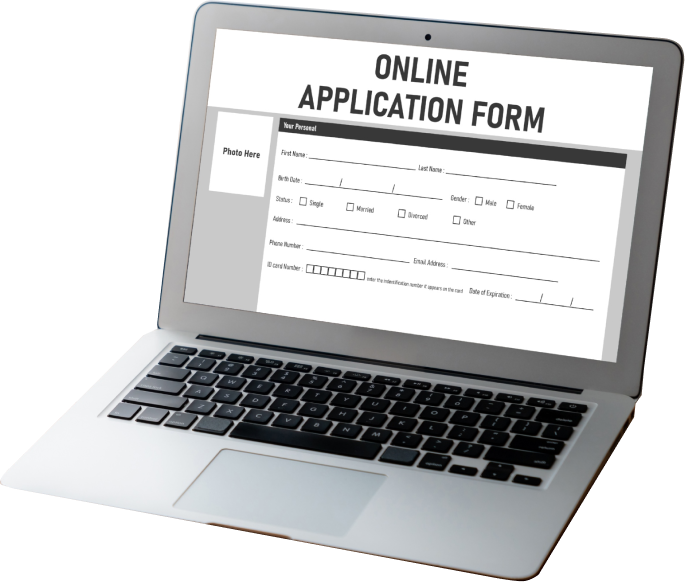 ONLINE
APPLICATION FORM
Photo Here
Your Personal
First Name : Last Name :
Birth Date : / / Gender : Male Female
Status : Single Married Divorced Other
Address :
Phone Number : Email Address :
ID card Number : enter the indentification number it appears on the card Date of Expiration : / /
Q W E R T Y U I O P
A S D F G H J K L
Z X C V B N M